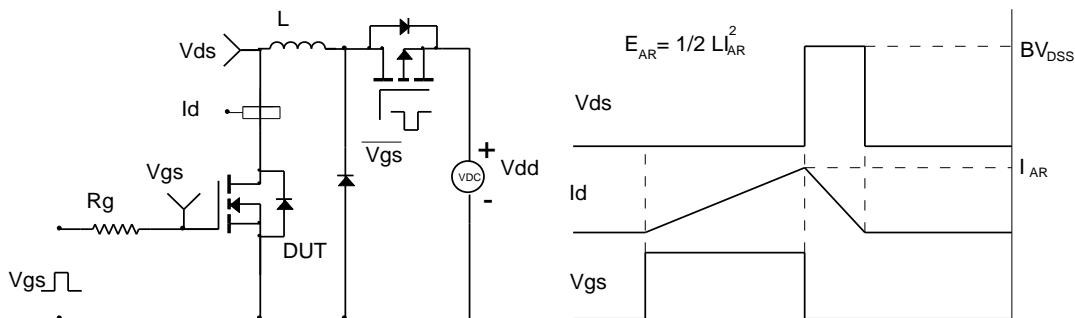 L
Vds
Id
Vgs
Vgs
Rg
DUT
Vgs
+
VDC
Vdd
-
E_AR = 1/2 LI_AR^2
BV_DSS
Vds
I_AR
Id
Vgs